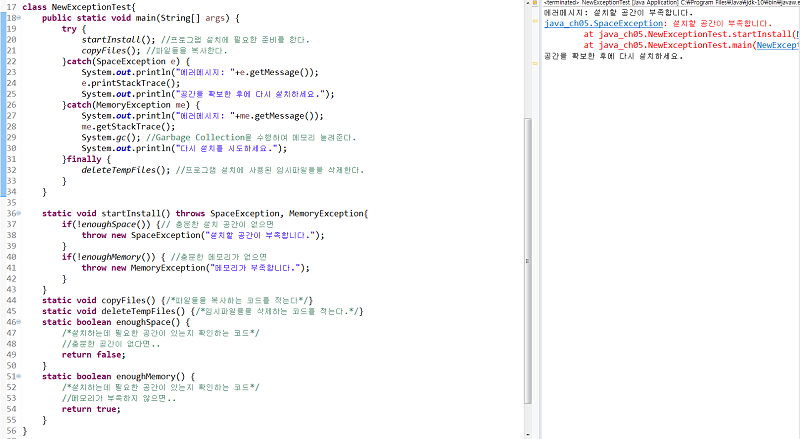 17 class NewExceptionTest{
18 public static void main(String[] args) {
19 try {
20 startInstall(); //프로그램 설치에 필요한 준비를 한다.
21 copyFiles(); //파일들을 복사한다.
22 }catch(SpaceException e) {
23 System.out.println("에러메시지: "+e.getMessage());
24 e.printStackTrace();
25 System.out.println("공간을 확보한 후에 다시 설치하세요.");
26 }catch(MemoryException me) {
27 System.out.println("에러메시지: "+me.getMessage());
28 me.getStackTrace();
29 System.gc(); //Garbage Collection을 수행하여 메모리 늘려준다.
30 System.out.println("다시 설치를 시도하세요.");
31 }finally {
32 deleteTempFiles(); //프로그램 설치에 사용된 임시파일들을 삭제한다.
33 }
34 }
35
36 static void startInstall() throws SpaceException, MemoryException{
37 if(!enoughSpace()) {// 충분한 설치 공간이 없으면
38 throw new SpaceException("설치할 공간이 부족합니다.");
39 }
40 if(!enoughMemory()) { //충분한 메모리가 없으면
41 throw new MemoryException("메모리가 부족합니다.");
42 }
43 }
44 static void copyFiles() {/*파일들을 복사하는 코드를 적는다*/}
45 static void deleteTempFiles() {/*임시파일들을 삭제하는 코드를 적는다.*/}
46 static boolean enoughSpace() {
47 /*설치하는데 필요한 공간이 있는지 확인하는 코드*/
48 //충분한 공간이 없다면..
49 return false;
50 }
51 static boolean enoughMemory() {
52 /*설치하는데 필요한 공간이 있는지 확인하는 코드*/
53 //메모리가 부족하지 않으면..
54 return true;
55 }
56 }
<terminated> NewExceptionTest [Java Application] C:₩Program Files₩Java₩jdk-10₩bin₩javaw.e
에러메시지: 설치할 공간이 부족합니다.
java_ch05.SpaceException: 설치할 공간이 부족합니다.
at java_ch05.NewExceptionTest.startInstall(N
at java_ch05.NewExceptionTest.main(NewExcep
공간을 확보한 후에 다시 설치하세요.